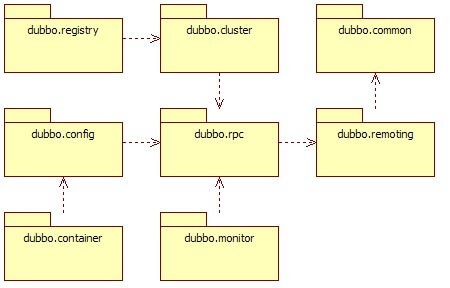 dubbo.registry
dubbo.cluster
dubbo.common
dubbo.config
dubbo.rpc
dubbo.remoting
dubbo.container
dubbo.monitor